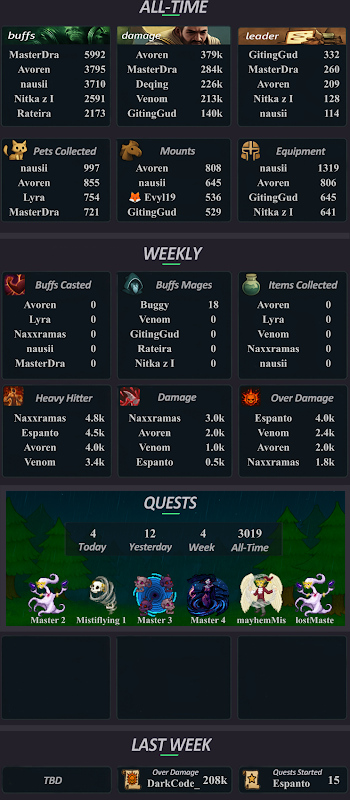 ALL-TIME
buffs damage leader
MasterDra 5992 Avoren 379k GitingGud 332
Avoren 3795 MasterDra 284k MasterDra 260
nausii 3710 Deqing 226k Avoren 209
Nitka z I 2591 Venom 213k Nitka z I 128
Rateira 2173 GitingGud 140k nausii 114
Pets Collected Mounts Equipment
nausii 997 Avoren 808 nausii 1319
Avoren 855 nausii 645 Avoren 806
Lyra 754 Evyl19 536 GitingGud 645
MasterDra 721 GitingGud 529 Nitka z I 641
WEEKLY
Buffs Casted Buffs Mages Items Collected
Avoren 0 Buggy 18 Avoren 0
Lyra 0 Venom 0 Lyra 0
Naxxramas 0 GitingGud 0 Venom 0
nausii 0 Rateira 0 Naxxramas 0
MasterDra 0 Nitka z I 0 nausii 0
Heavy Hitter Damage Over Damage
Naxxramas 4.8k Naxxramas 3.0k Espanto 4.0k
Espanto 4.5k Avoren 2.0k Venom 2.4k
Avoren 4.0k Venom 1.0k Avoren 2.0k
Venom 3.4k Espanto 0.5k Naxxramas 1.8k
QUESTS
4 12 4 3019
Today Yesterday Week All-Time
Master 2 Mistiflying 1 Master 3 Master 4 mayhemMis lostMaste
LAST WEEK
TBD
Over Damage Quests Started
DarkCode_ 208k Espanto 15